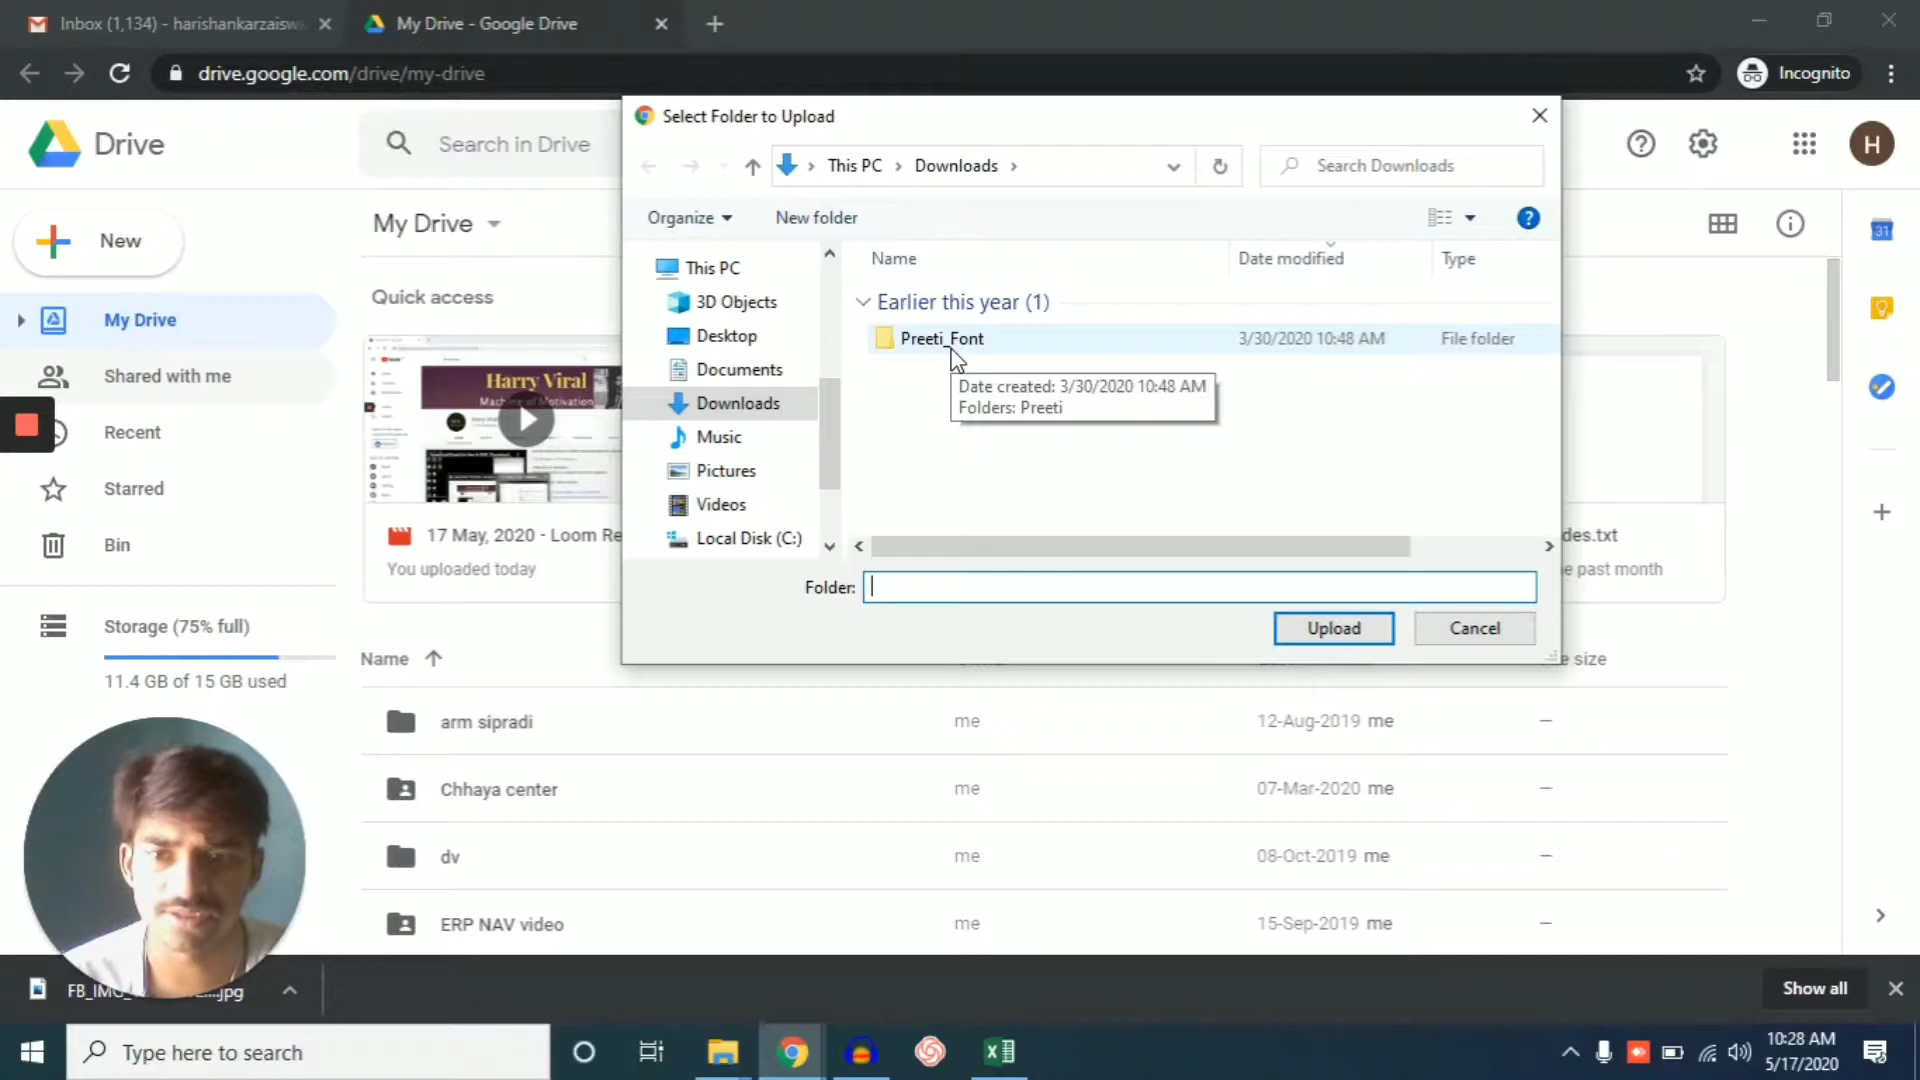 Inbox (1,134) - harishankarzaisw
My Drive - Google Drive
drive.google.com/drive/my-drive
Incognito
Drive
Search in Drive
H
New
My Drive
Shared with me
Recent
Starred
Bin
Storage (75% full)
11.4 GB of 15 GB used
My Drive
Quick access
Harry Viral
Machine of Motivation
17 May, 2020 - Loom Re
You uploaded today
des.txt
e past month
Select Folder to Upload
This PC
Downloads
Search Downloads
Organize
New folder
This PC
3D Objects
Desktop
Documents
Downloads
Music
Pictures
Videos
Local Disk (C:)
Name
Date modified
Type
Earlier this year (1)
Preeti_Font
3/30/2020 10:48 AM
File folder
Date created: 3/30/2020 10:48 AM
Folders: Preeti
Folder:
Upload
Cancel
Name
e size
arm sipradi
me
12-Aug-2019 me
Chhaya center
me
07-Mar-2020 me
dv
me
08-Oct-2019 me
ERP NAV video
me
15-Sep-2019 me
31
FB_IMG_
....jpg
Show all
Type here to search
10:28 AM
5/17/2020